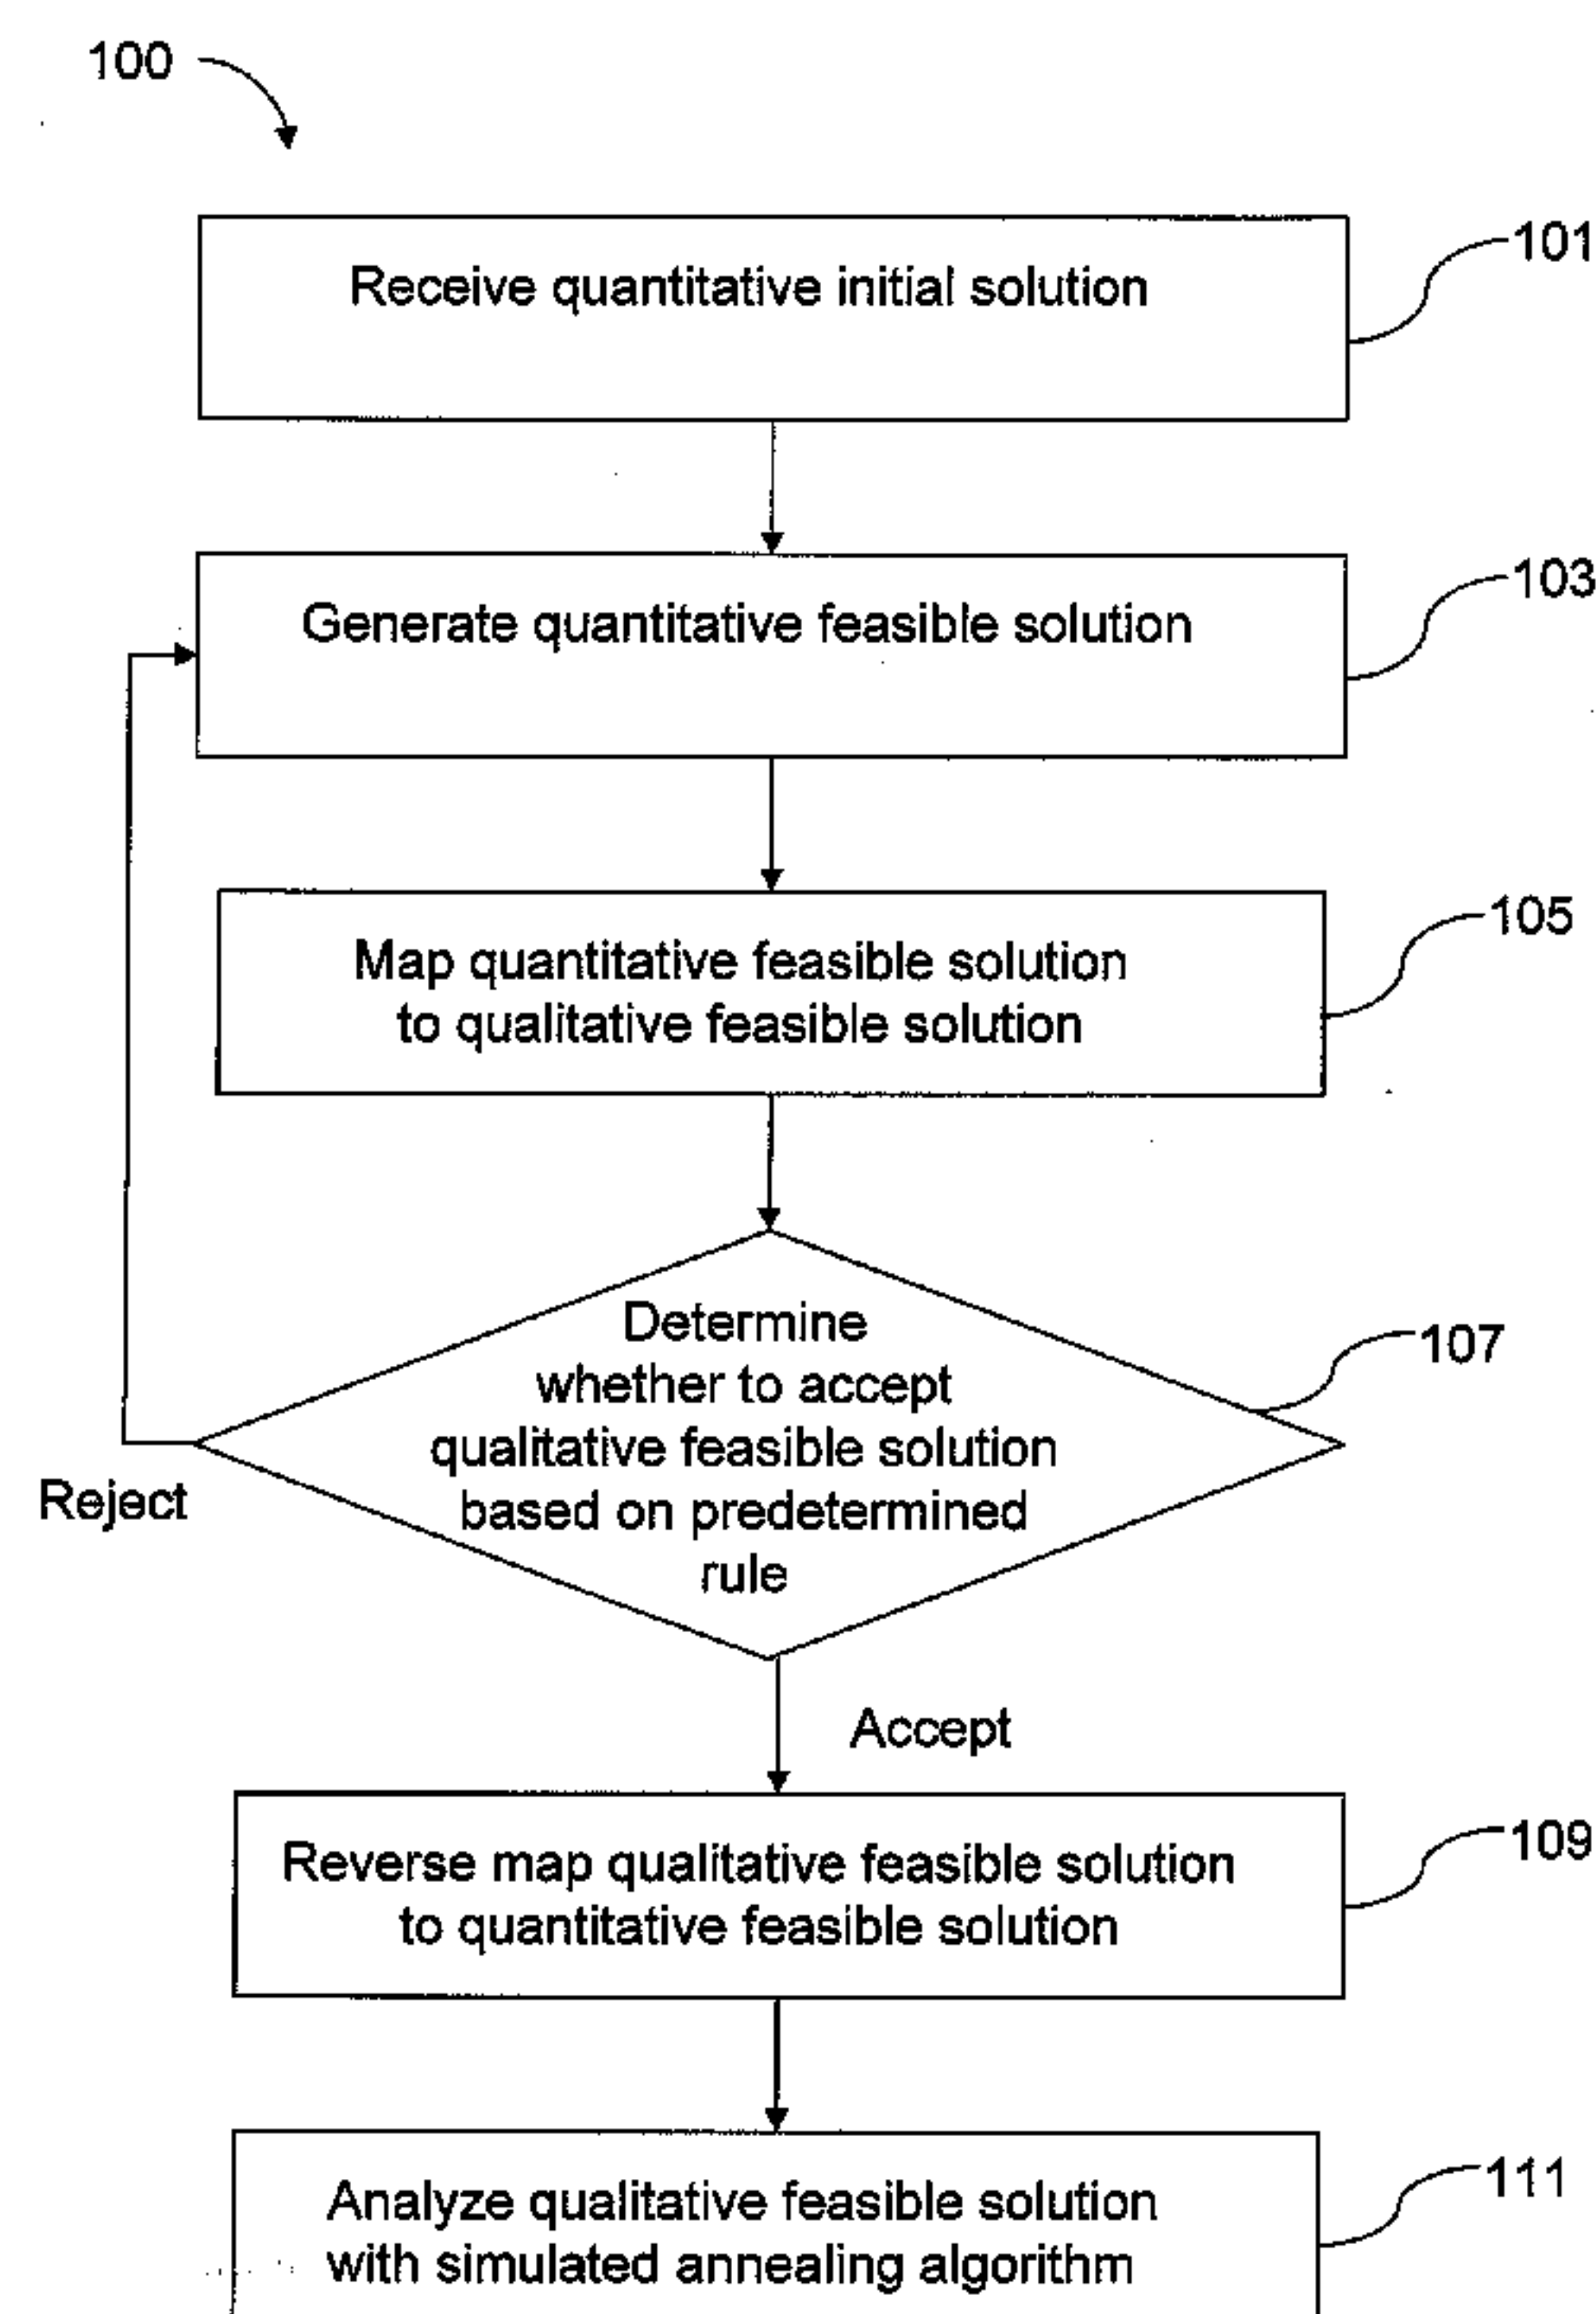 100
Receive quantitative initial solution
101
Generate quantitative feasible solution
103
Map quantitative feasible solution
to qualitative feasible solution
105
Determine
whether to accept
qualitative feasible solution
based on predetermined
rule
107
Reject
Accept
Reverse map qualitative feasible solution
to quantitative feasible solution
109
Analyze qualitative feasible solution
with simulated annealing algorithm
111